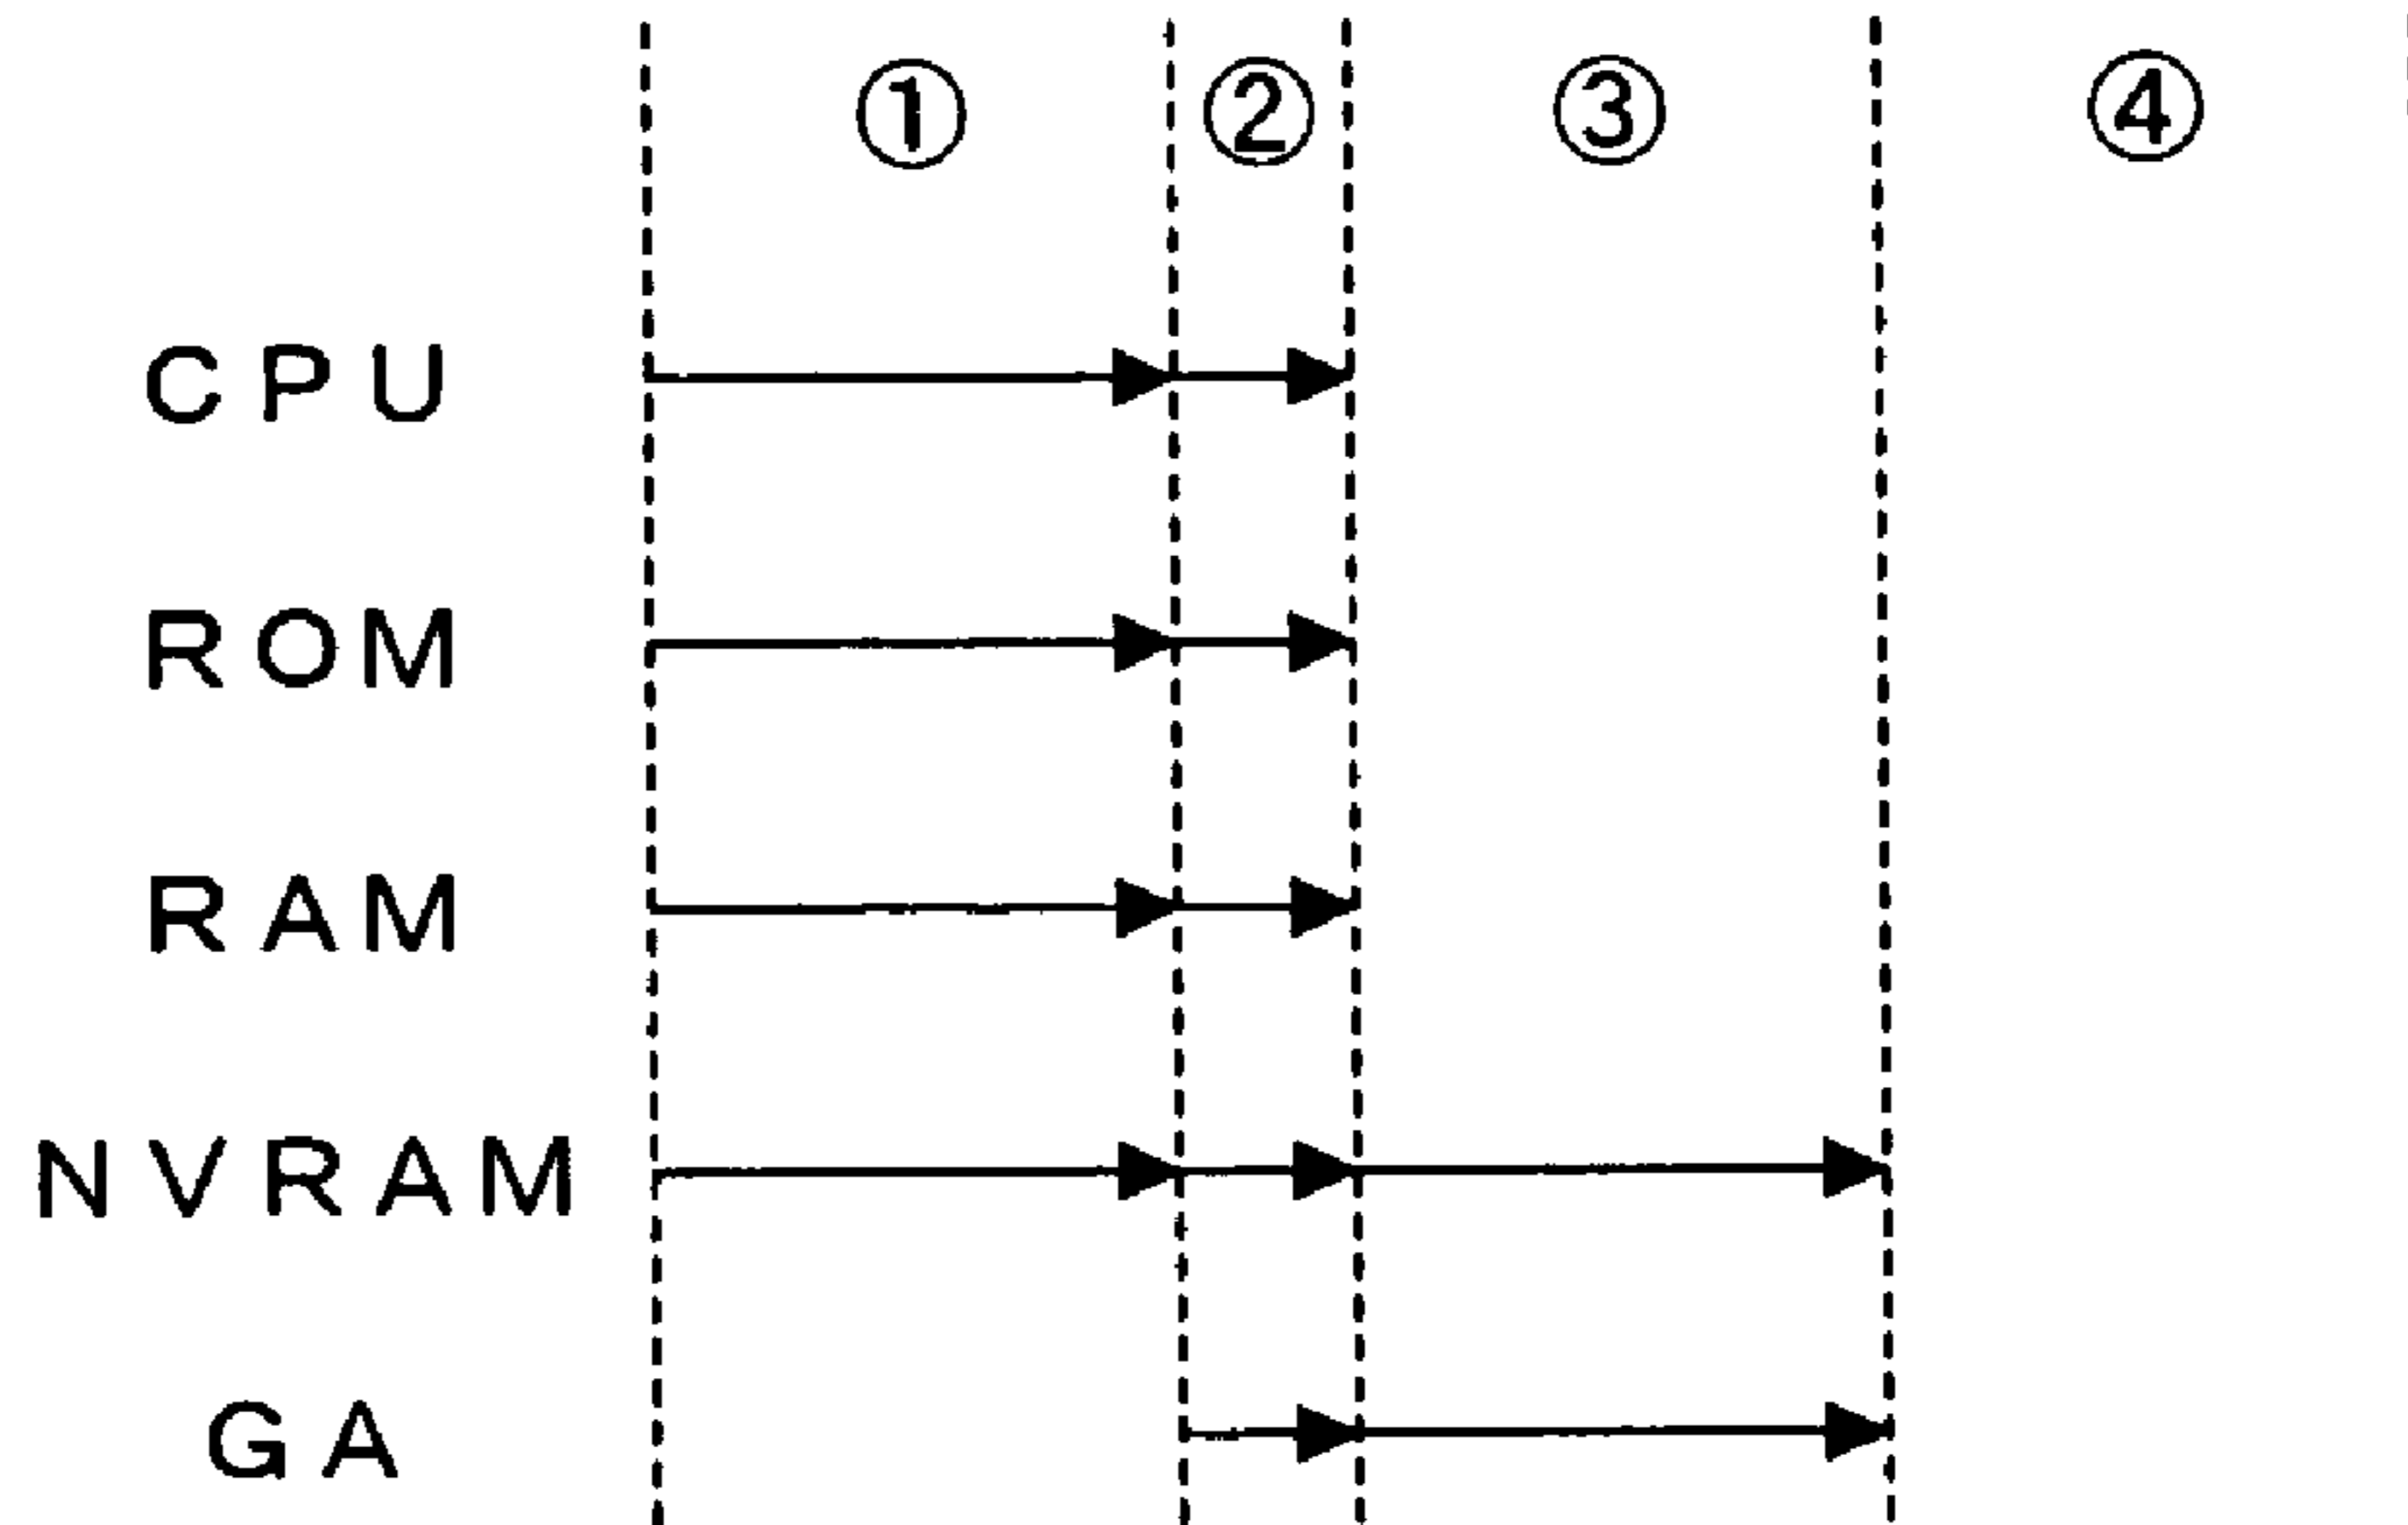 ① ② ③ ④
CPU
ROM
RAM
NVRAM
GA